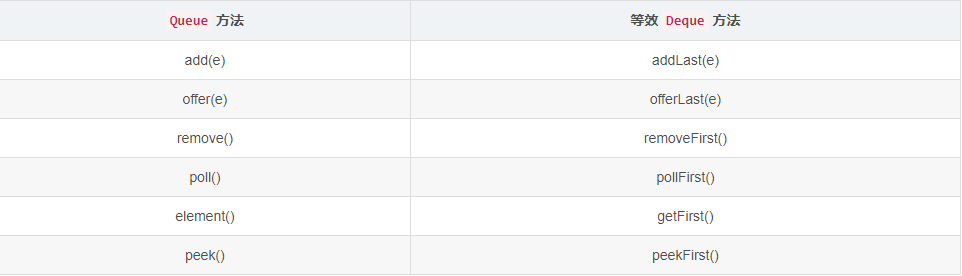 Queue 方法 等效 Deque 方法
add(e) addLast(e)
offer(e) offerLast(e)
remove() removeFirst()
poll() pollFirst()
element() getFirst()
peek() peekFirst()